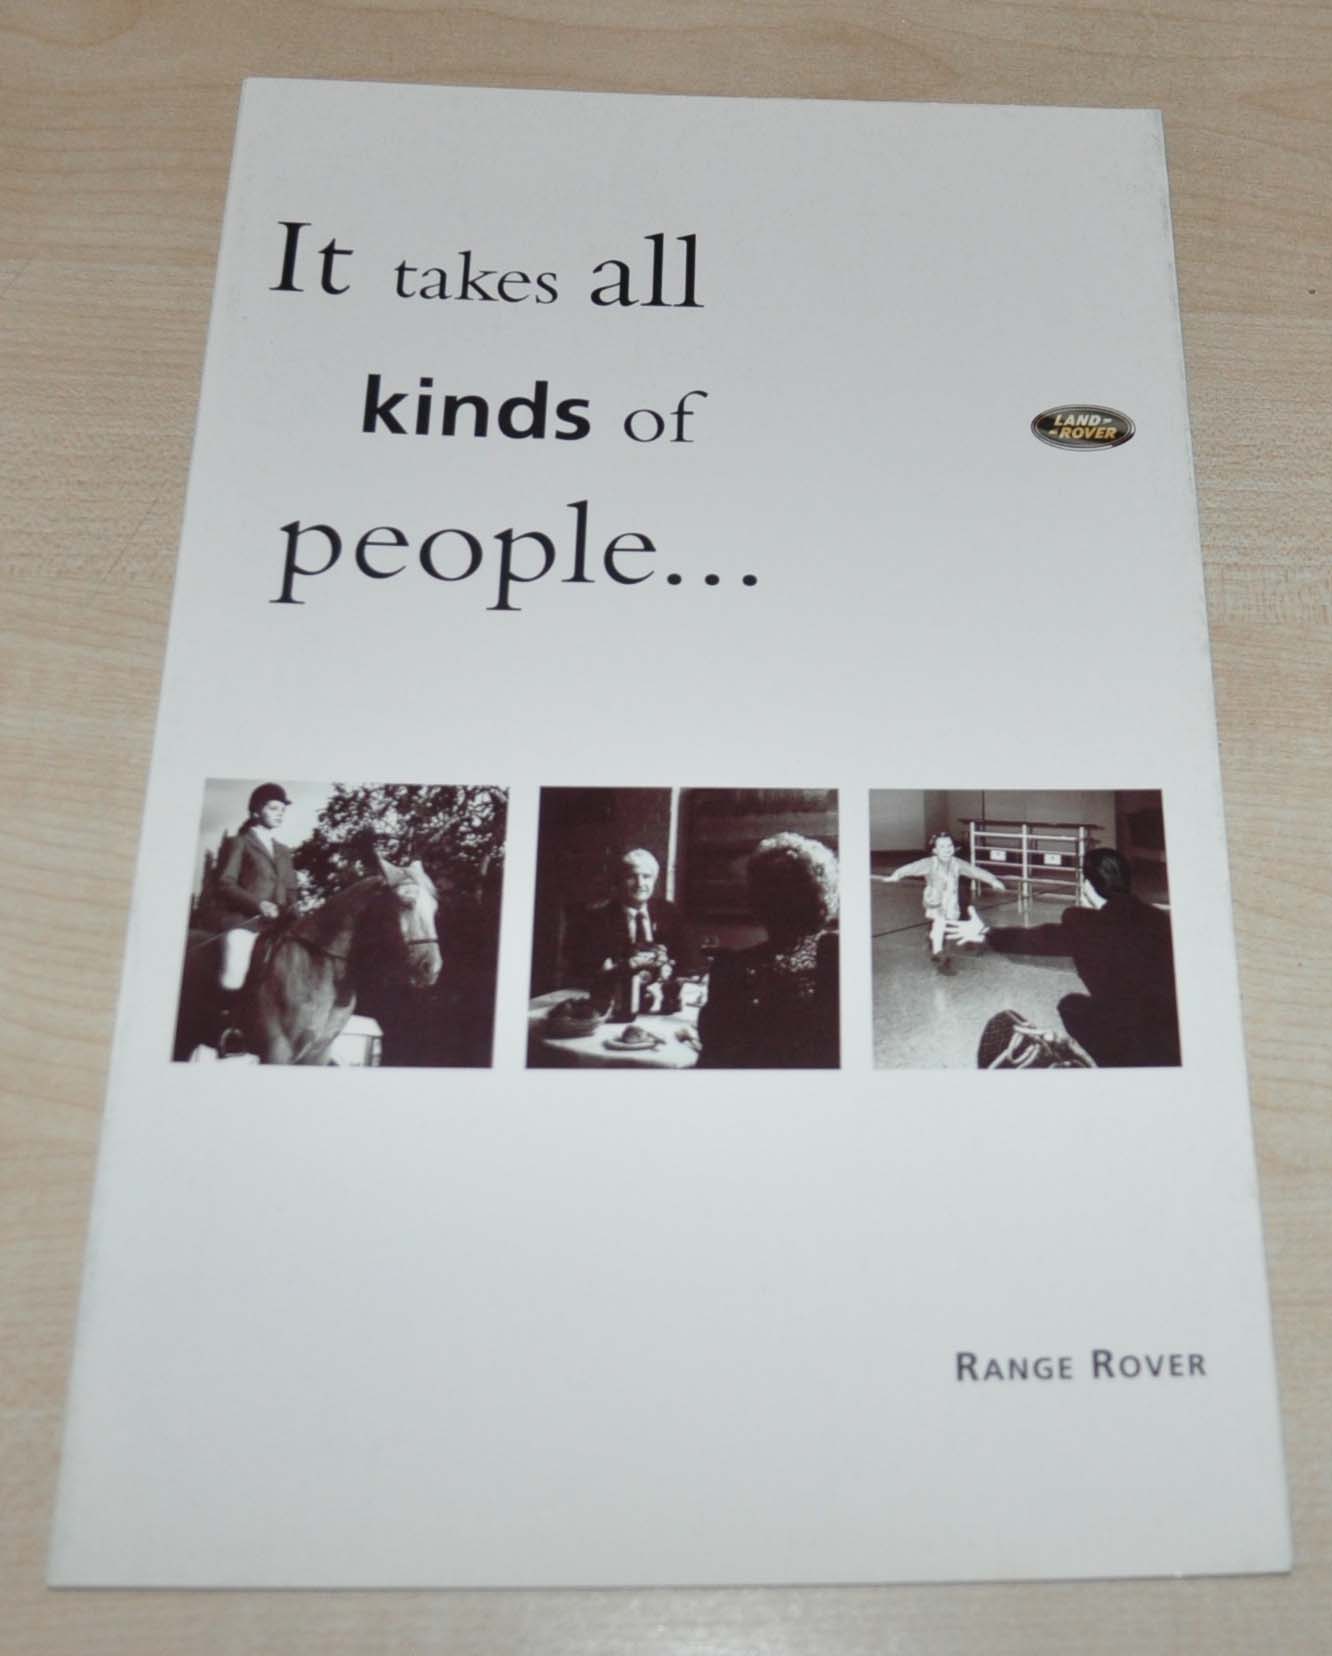 It takes all
kinds of
people...
LAND
ROVER
RANGE ROVER